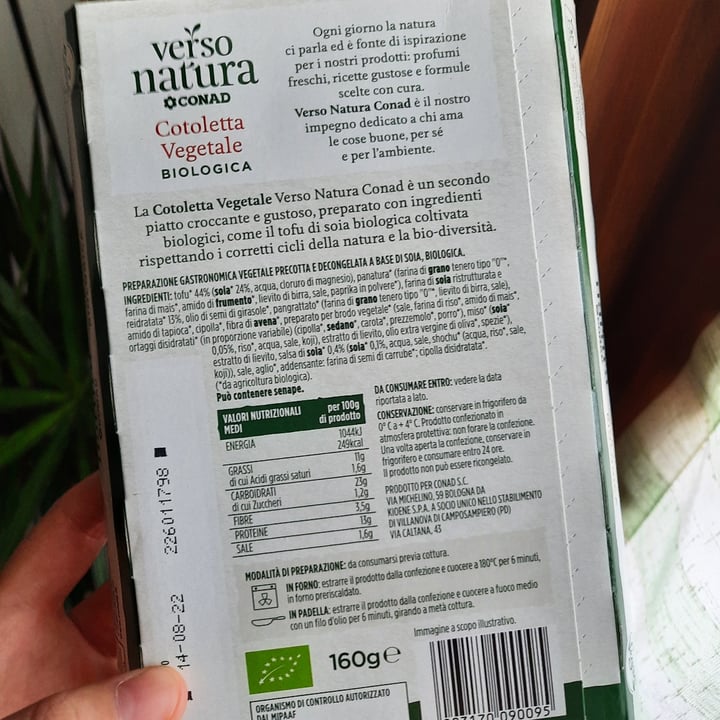 verso
natura
CONAD
Cotoletta
Vegetale
BIOLOGICA
Ogni giorno la natura
ci parla ed è fonte di ispirazione
per i nostri prodotti: profumi
freschi, ricette gustose e formule
scelte con cura.
Verso Natura Conad è il nostro
impegno dedicato a chi ama
le cose buone, per sé
e per l'ambiente.
La Cotoletta Vegetale Verso Natura Conad è un secondo
piatto croccante e gustoso, preparato con ingredienti
biologici, come il tofu di soia biologica coltivata
rispettando i corretti cicli della natura e la bio-diversità.
PREPARAZIONE GASTRONOMICA VEGETALE PRECOTTA E DECONGELATA A BASE DI SOIA, BIOLOGICA.
INGREDIENTI: tofu* 44% (soia* 24%, acqua, cloruro di magnesio), panatura* (farina di grano tenero tipo "0"*,
farina di mais*, amido di frumento*, lievito di birra, sale, paprika in polvere*), farina di soia* ristrutturata e
reidratata* 13%, olio di semi di girasole*, pangrattato* (farina di grano tenero tipo "0"*, lievito di birra, sale),
amido di tapioca*, cipolla*, fibra di avena*, preparato per brodo vegetale* (sale, farina di riso*, amido di mais*,
ortaggi disidratati* (in proporzione variabile) (cipolla*, sedano*, carota*, prezzemolo*, porro*), miso* (soia*
0,05%, riso*, acqua, sale, koji), estratto di lievito, olio extra vergine di oliva*, spezie*),
estratto di lievito, salsa di soia* 0,4% (soia* 0,1%, acqua, sale, shochu* (acqua, riso*, sale,
koji)), sale, aglio*, addensante: farina di semi di carrube*; cipolla disidratata*.
(*da agricoltura biologica).
Può contenere senape.
VALORI NUTRIZIONALI MEDI per 100g di prodotto
ENERGIA 1044kJ
249kcal
GRASSI 11g
di cui Acidi grassi saturi 1,6g
CARBOIDRATI 23g
di cui Zuccheri 1,2g
FIBRE 3,5g
PROTEINE 13g
SALE 1,6g
DA CONSUMARE ENTRO: vedere la data
riportata a lato.
CONSERVAZIONE: conservare in frigorifero da
0° C a + 4° C. Prodotto confezionato in
atmosfera protettiva: non forare la confezione.
Una volta aperta la confezione, conservare in
frigorifero e consumare entro 24 ore.
Il prodotto non può essere ricongelato.
PRODOTTO PER CONAD S.C.
VIA MICHELINO, 59 BOLOGNA DA
KIOENE S.P.A. A SOCIO UNICO NELLO STABILIMENTO
DI VILLANOVA DI CAMPOSAMPIERO (PD)
VIA CALTANA, 43
226011798
14-08-22
MODALITÀ DI PREPARAZIONE: da consumarsi previa cottura.
IN FORNO: estrarre il prodotto dalla confezione e cuocere a 180°C per 6 minuti,
in forno preriscaldato.
IN PADELLA: estrarre il prodotto dalla confezione e cuocere a fuoco medio
con un filo d'olio per 6 minuti, girando a metà cottura.
Immagine a scopo illustrativo.
160g e
ORGANISMO DI CONTROLLO AUTORIZZATO
DAL MIPAAF
090095